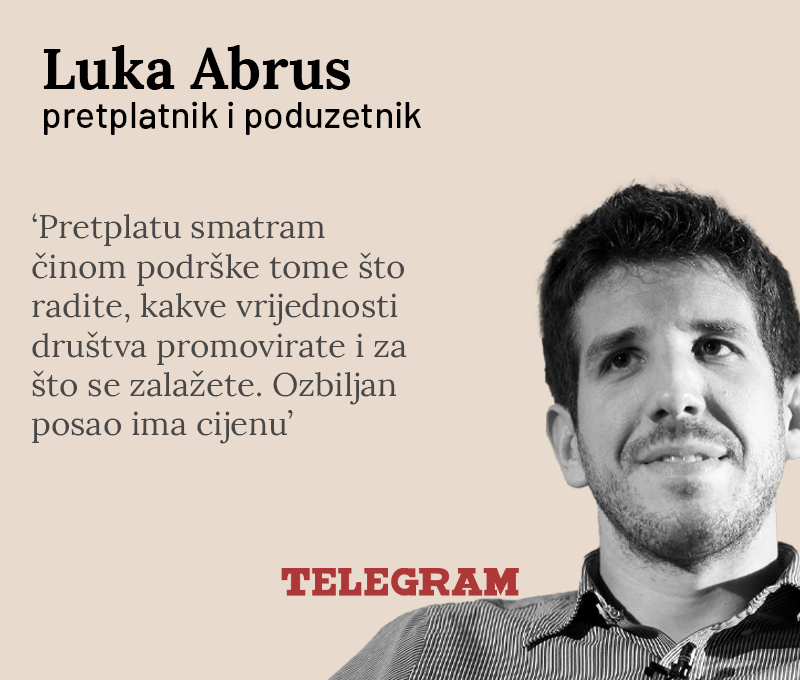 Luka Abrus
pretplatnik i poduzetnik
‘Pretplatu smatram
činom podrške tome što
radite, kakve vrijednosti
društva promovirate i za
što se zalažete. Ozbiljan
posao ima cijenu’
TELEGRAM